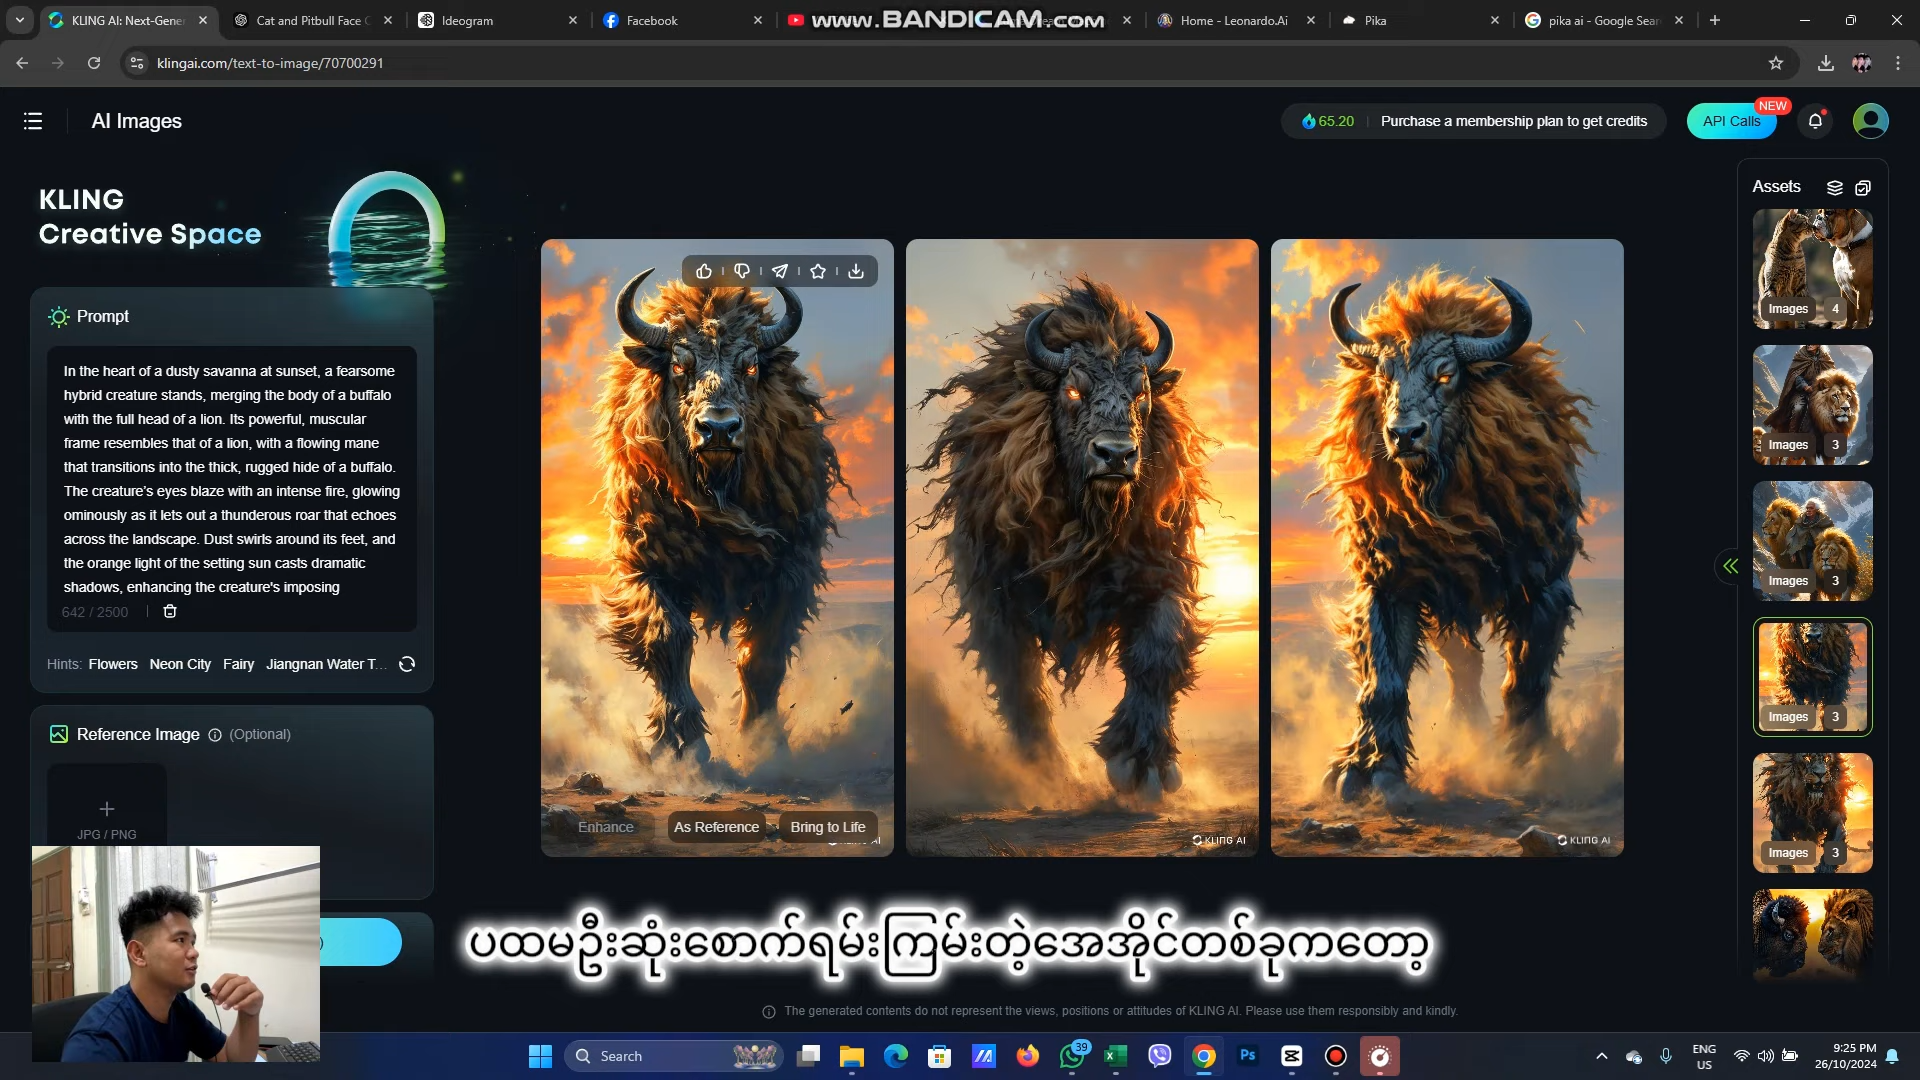 KLING AI: Next-Gener
Cat and Pitbull Face C
Ideogram
Facebook
www.BANDICAM.com
Home - Leonardo.Ai
Pika
pika ai - Google Sear
klingai.com/text-to-image/70700291
AI Images
65.20
Purchase a membership plan to get credits
API Calls
NEW
KLING
Creative Space
Assets
Prompt
In the heart of a dusty savanna at sunset, a fearsome
hybrid creature stands, merging the body of a buffalo
with the full head of a lion. Its powerful, muscular
frame resembles that of a lion, with a flowing mane
that transitions into the thick, rugged hide of a buffalo.
The creature's eyes blaze with an intense fire, glowing
ominously as it lets out a thunderous roar that echoes
across the landscape. Dust swirls around its feet, and
the orange light of the setting sun casts dramatic
shadows, enhancing the creature's imposing
642 / 2500
Hints: Flowers Neon City Fairy Jiangnan Water T...
Reference Image (Optional)
JPG / PNG
Enhance
As Reference
Bring to Life
KLING AI
KLING AI
Images 4
Images 3
Images 3
Images 3
Images 3
ပထမဦးဆုံးစောက်ရမ်းကြမ်းတဲ့အေအိုင်တစ်ခုကတော့
The generated contents do not represent the views, positions or attitudes of KLING AI. Please use them responsibly and kindly.
Search
39
Ps
ENG
US
9:25 PM
26/10/2024